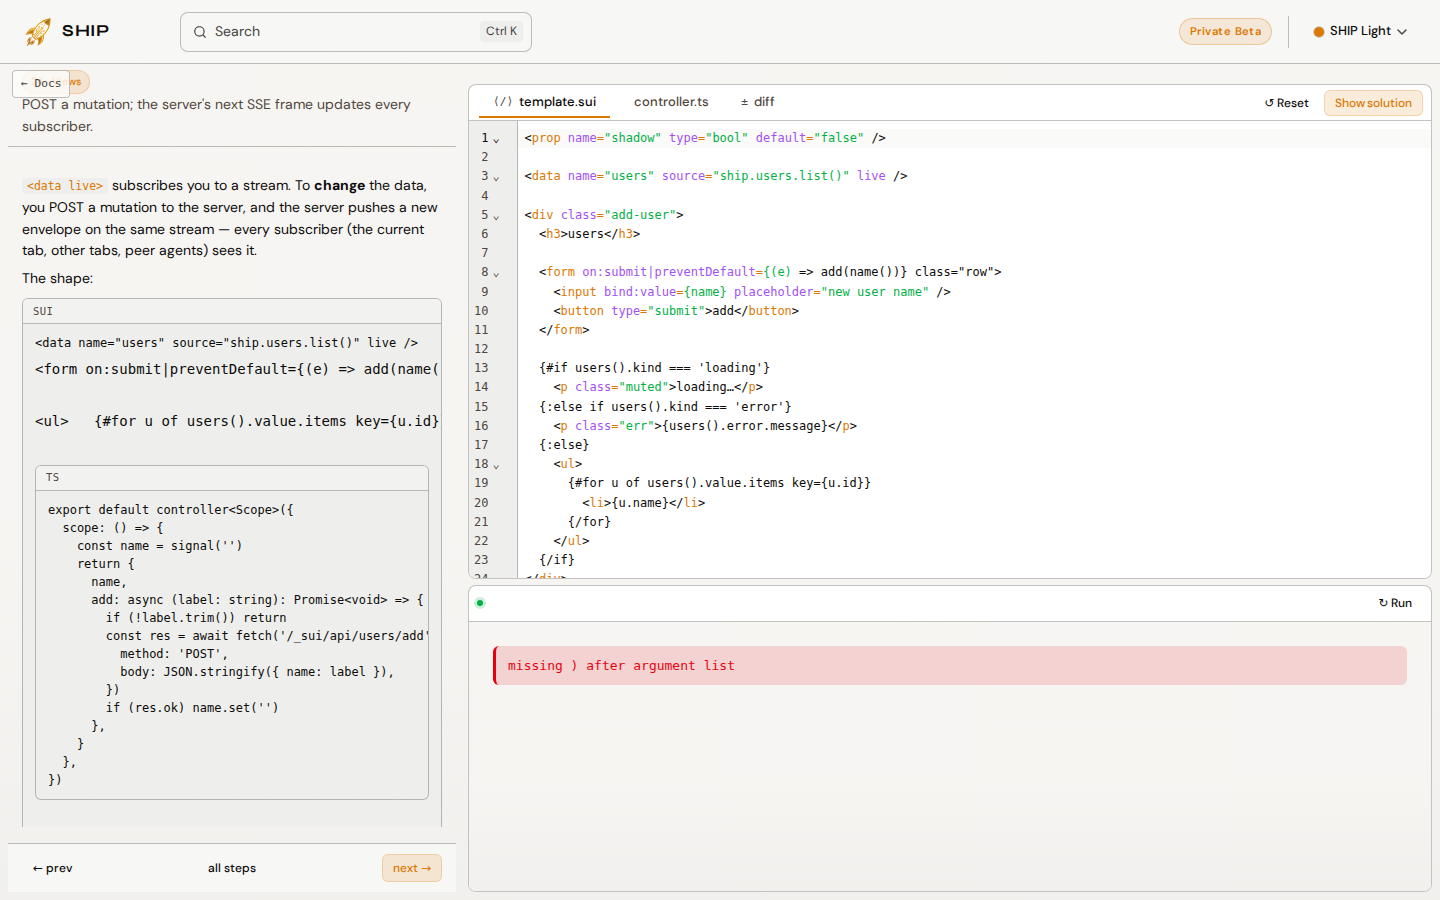 SHIP
Search
Ctrl K
Private Beta
SHIP Light
← Docs
POST a mutation; the server's next SSE frame updates every
subscriber.
<data live> subscribes you to a stream. To change the data,
you POST a mutation to the server, and the server pushes a new
envelope on the same stream — every subscriber (the current
tab, other tabs, peer agents) sees it.
The shape:
SUI
<data name="users" source="ship.users.list()" live />
<form on:submit|preventDefault={(e) => add(name(
<ul>   {#for u of users().value.items key={u.id}
TS
export default controller<Scope>({
  scope: () => {
    const name = signal('')
    return {
      name,
      add: async (label: string): Promise<void> => {
        if (!label.trim()) return
        const res = await fetch('/_sui/api/users/add'
          method: 'POST',
          body: JSON.stringify({ name: label }),
        })
        if (res.ok) name.set('')
      },
    }
  },
})
← prev
all steps
next →
template.sui
controller.ts
± diff
↺ Reset
Show solution
1 <prop name="shadow" type="bool" default="false" />
2
3 <data name="users" source="ship.users.list()" live />
4
5 <div class="add-user">
6   <h3>users</h3>
7
8   <form on:submit|preventDefault={(e) => add(name())} class="row">
9     <input bind:value={name} placeholder="new user name" />
10     <button type="submit">add</button>
11   </form>
12
13   {#if users().kind === 'loading'}
14     <p class="muted">loading…</p>
15   {:else if users().kind === 'error'}
16     <p class="err">{users().error.message}</p>
17   {:else}
18     <ul>
19       {#for u of users().value.items key={u.id}}
20         <li>{u.name}</li>
21       {/for}
22     </ul>
23   {/if}
24 </div>
↻ Run
missing ) after argument list